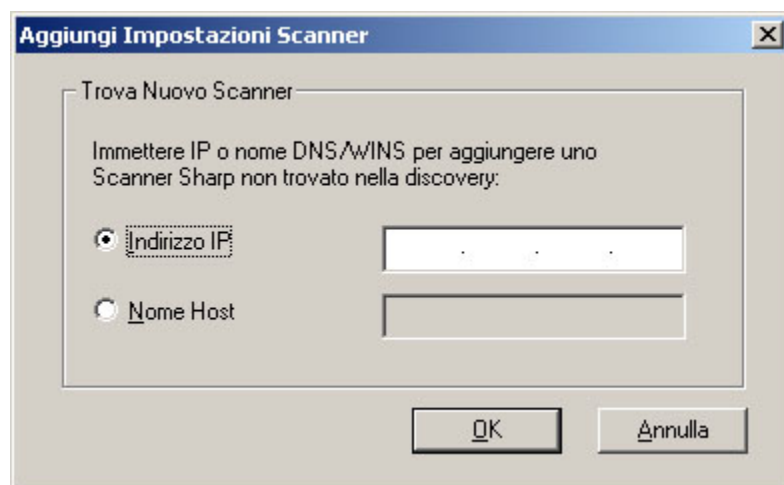 Aggiungi Impostazioni Scanner
Trova Nuovo Scanner
Immettere IP o nome DNS/WINS per aggiungere uno
Scanner Sharp non trovato nella discovery:
Indirizzo IP
. . .
Nome Host
OK
Annulla